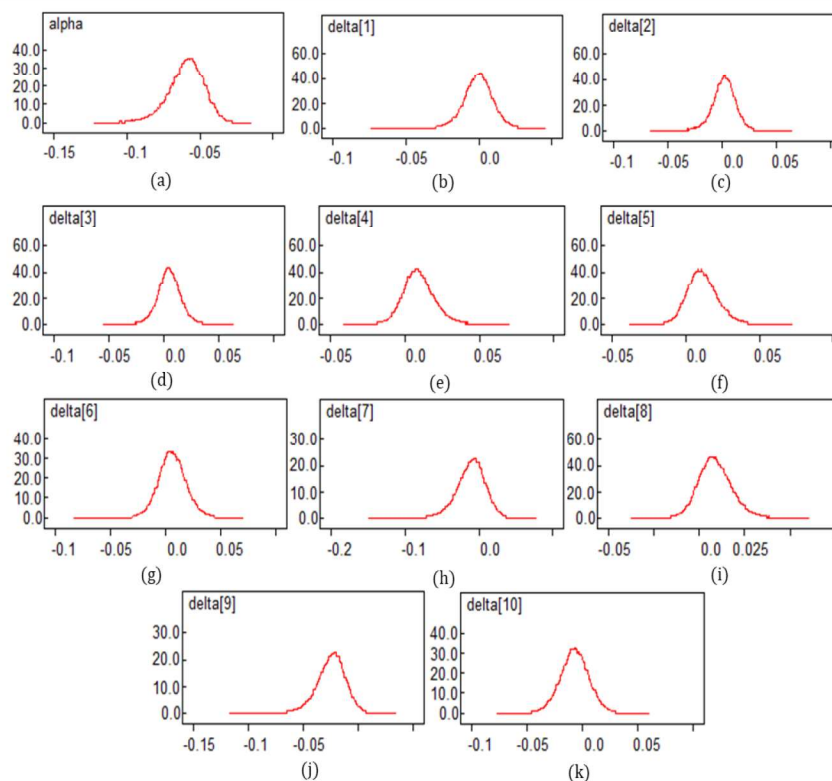 alpha
40.0
30.0
20.0
10.0
0.0
-0.15 -0.1 -0.05
(a)
delta[1]
60.0
40.0
20.0
0.0
-0.1 -0.05 0.0
(b)
delta[2]
60.0
40.0
20.0
0.0
-0.1 -0.05 0.0 0.05
(c)
delta[3]
60.0
40.0
20.0
0.0
-0.1 -0.05 0.0 0.05
(d)
delta[4]
60.0
40.0
20.0
0.0
-0.05 0.0 0.05
(e)
delta[5]
60.0
40.0
20.0
0.0
-0.05 0.0 0.05
(f)
delta[6]
40.0
30.0
20.0
10.0
0.0
-0.1 -0.05 0.0 0.05
(g)
delta[7]
30.0
20.0
10.0
0.0
-0.2 -0.1 0.0
(h)
delta[8]
60.0
40.0
20.0
0.0
-0.05 0.0 0.025
(i)
delta[9]
30.0
20.0
10.0
0.0
-0.15 -0.1 -0.05
(j)
delta[10]
40.0
30.0
20.0
10.0
0.0
-0.1 -0.05 0.0 0.05
(k)